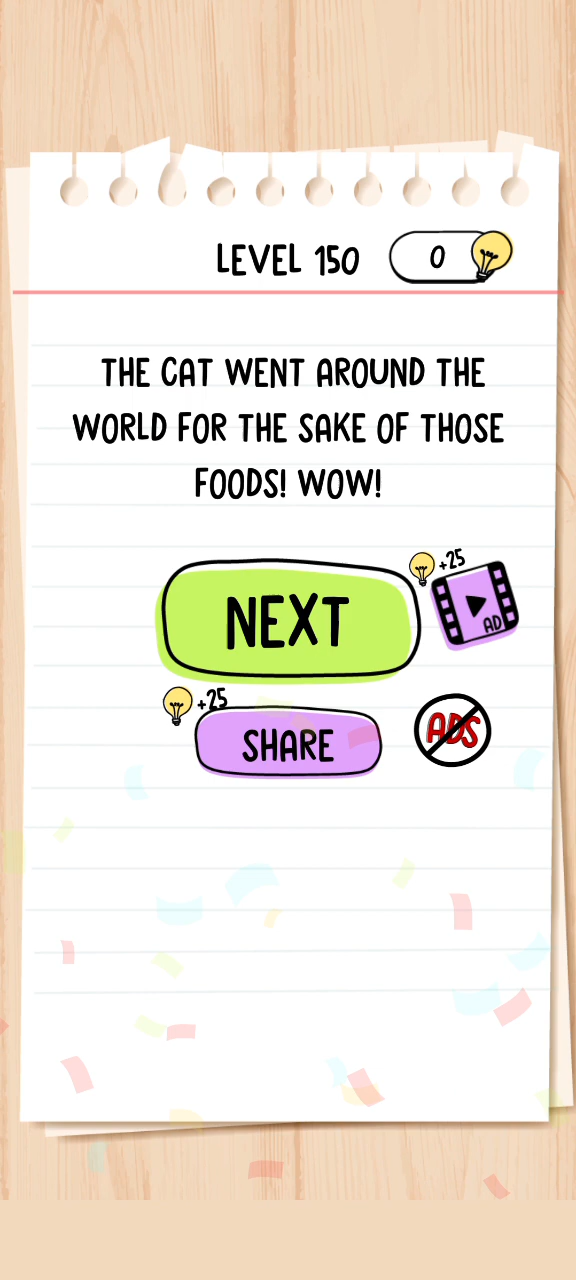 LEVEL 150
0
THE CAT WENT AROUND THE
WORLD FOR THE SAKE OF THOSE
FOODS! WOW!
+25
NEXT
AD
+25
SHARE
ADS